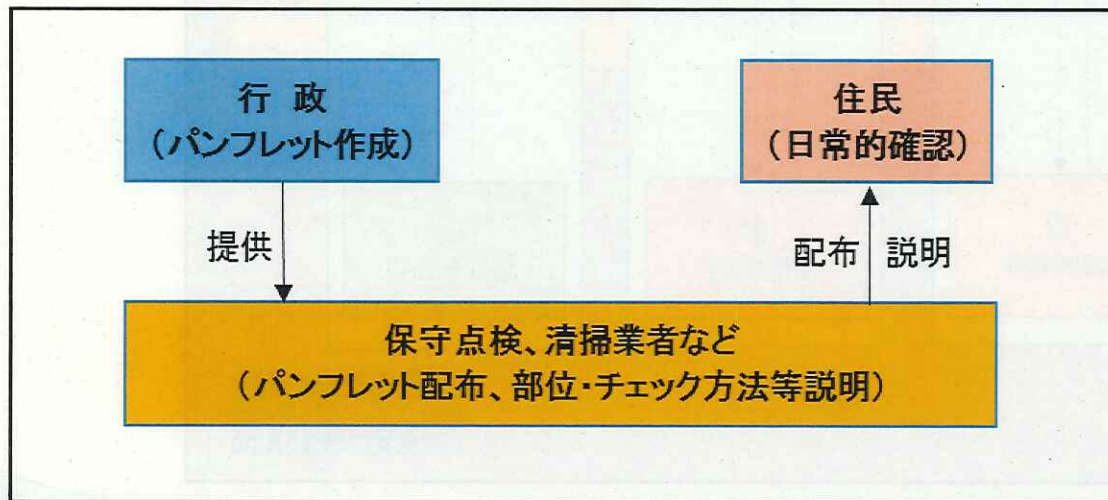 行 政
（パンフレット作成）
住民
（日常的確認）
提供
配布 説明
保守点検、清掃業者など
（パンフレット配布、部位・チェック方法等説明）